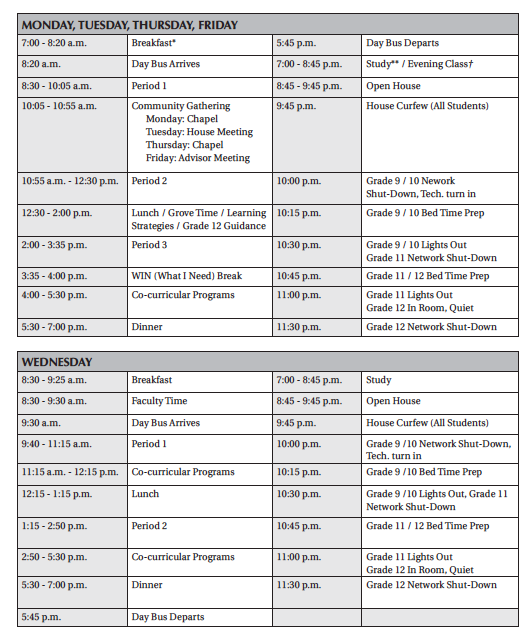 MONDAY, TUESDAY, THURSDAY, FRIDAY
7:00 - 8:20 a.m. Breakfast* 5:45 p.m. Day Bus Departs
8:20 a.m. Day Bus Arrives 7:00 - 8:45 p.m. Study** / Evening Class†
8:30 - 10:05 a.m. Period 1 8:45 - 9:45 p.m. Open House
10:05 - 10:55 a.m. Community Gathering 9:45 p.m. House Curfew (All Students)
Monday: Chapel
Tuesday: House Meeting
Thursday: Chapel
Friday: Advisor Meeting
10:55 a.m. - 12:30 p.m. Period 2 10:00 p.m. Grade 9 / 10 Nework
Shut-Down, Tech. turn in
12:30 - 2:00 p.m. Lunch / Grove Time / Learning 10:15 p.m. Grade 9 / 10 Bed Time Prep
Strategies / Grade 12 Guidance
2:00 - 3:35 p.m. Period 3 10:30 p.m. Grade 9 / 10 Lights Out
Grade 11 Network Shut-Down
3:35 - 4:00 p.m. WIN (What I Need) Break 10:45 p.m. Grade 11 / 12 Bed Time Prep
4:00 - 5:30 p.m. Co-curricular Programs 11:00 p.m. Grade 11 Lights Out
Grade 12 In Room, Quiet
5:30 - 7:00 p.m. Dinner 11:30 p.m. Grade 12 Network Shut-Down
WEDNESDAY
8:30 - 9:25 a.m. Breakfast 7:00 - 8:45 p.m. Study
8:30 - 9:30 a.m. Faculty Time 8:45 - 9:45 p.m. Open House
9:30 a.m. Day Bus Arrives 9:45 p.m. House Curfew (All Students)
9:40 - 11:15 a.m. Period 1 10:00 p.m. Grade 9 /10 Network Shut-Down,
Tech. turn in
11:15 a.m. - 12:15 p.m. Co-curricular Programs 10:15 p.m. Grade 9 /10 Bed Time Prep
12:15 - 1:15 p.m. Lunch 10:30 p.m. Grade 9 /10 Lights Out, Grade 11
Network Shut-Down
1:15 - 2:50 p.m. Period 2 10:45 p.m. Grade 11 / 12 Bed Time Prep
2:50 - 5:30 p.m. Co-curricular Programs 11:00 p.m. Grade 11 Lights Out
Grade 12 In Room, Quiet
5:30 - 7:00 p.m. Dinner 11:30 p.m. Grade 12 Network Shut-Down
5:45 p.m. Day Bus Departs